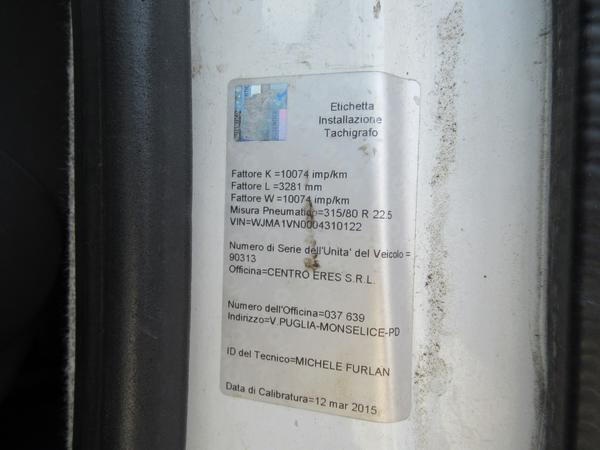 Etichetta
Installazione
Tachigrafo
Fattore K =10074 imp/km
Fattore L =3281 mm
Fattore W =10074 imp/km
Misura Pneumatici=315/80 R 22.5
VIN=WJMA1VN0004310122
Numero di Serie dell'Unita' del Veicolo =
90313
Officina=CENTRO ERES S.R.L.
Numero dell'Officina=037 639
Indirizzo=V.PUGLIA-MONSELICE-PD
ID del Tecnico=MICHELE FURLAN
Data di Calibratura=12 mar 2015